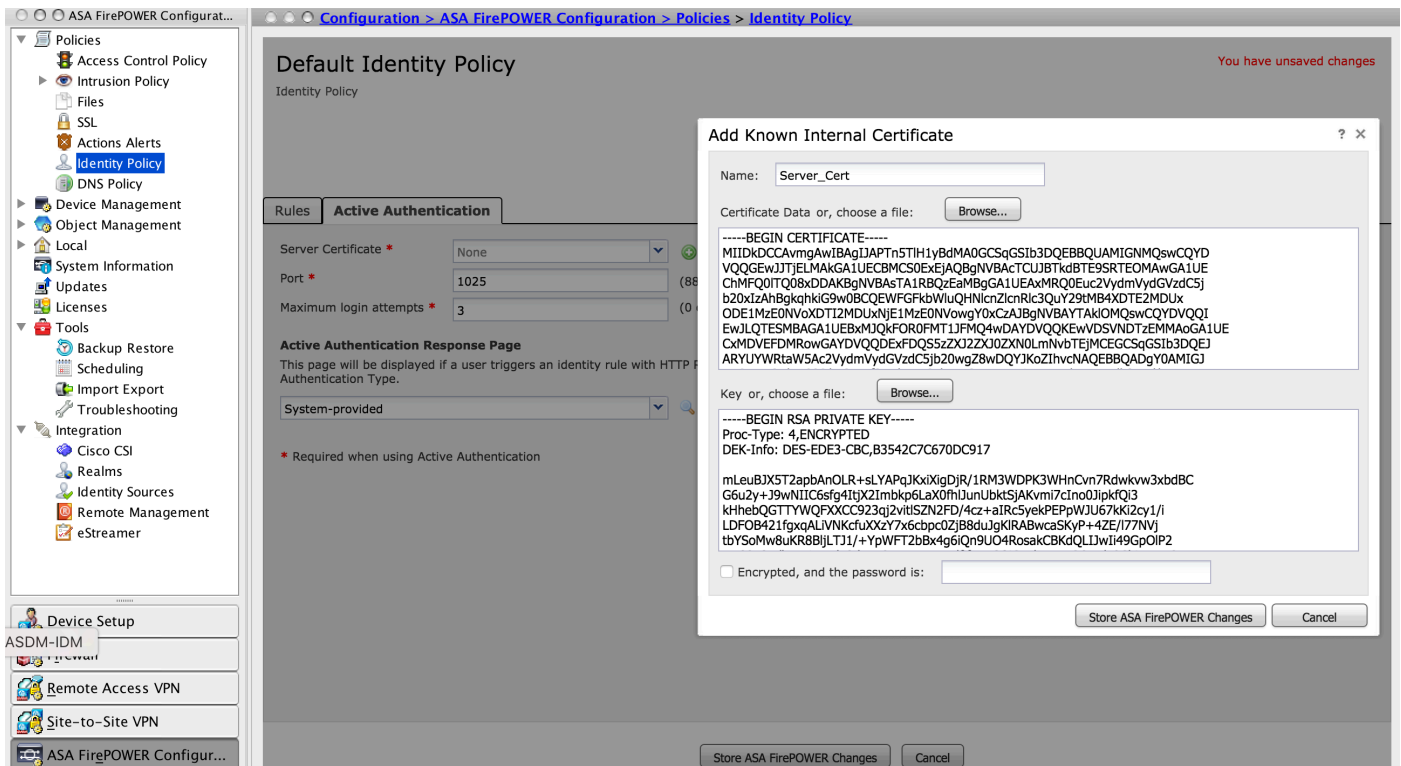 ASA FirePOWER Configurat...
Configuration > ASA FirePOWER Configuration > Policies > Identity Policy
Policies
Access Control Policy
Intrusion Policy
Files
SSL
Actions Alerts
Identity Policy
DNS Policy
Device Management
Object Management
Local
System Information
Updates
Licenses
Tools
Backup Restore
Scheduling
Import Export
Troubleshooting
Integration
Cisco CSI
Realms
Identity Sources
Remote Management
eStreamer
Device Setup
ASDM-IDM
Firewall
Remote Access VPN
Site-to-Site VPN
ASA FirePOWER Configur...
Default Identity Policy
You have unsaved changes
Identity Policy
Rules
Active Authentication
Server Certificate *
None
Port *
1025
(88
Maximum login attempts *
3
(0
Active Authentication Response Page
This page will be displayed if a user triggers an identity rule with HTTP
Authentication Type.
System-provided
* Required when using Active Authentication
Store ASA FirePOWER Changes
Cancel
Add Known Internal Certificate
?
Name:
Server_Cert
Certificate Data or, choose a file:
Browse...
-----BEGIN CERTIFICATE-----
MIIDkDCCAvmgAwIBAgIJAPTn5TlH1yBdMA0GCSqGSIb3DQEBBQUAMIGNMQswCQYD
VQQGEwJJTjELMAkGA1UECBMCS0ExEjAQBgNVBAcTCUJBTkdBTE9SRTEOMAwGA1UE
ChMFQ0lTQ08xDDAKBgNVBAsTA1RBQzEaMBgGA1UEAxMRQ0Euc2VydmVydGVzdC5j
b20xIzAhBgkqhkiG9w0BCQEWFGFkbWluQHNlcnZlcnRlc3QuY29tMB4XDTE2MDUx
ODE1MzE0NVoXDTI2MDUxNjE1MzE0NVowgY0xCzAJBgNVBAYTAklOMQswCQYDVQQI
EwJLQTESMBAGA1UEBxMJQkFOR0FMT1JFMQ4wDAYDVQQKEwVDSVNDTzEMMAoGA1UE
CxMDVEFDMRowGAYDVQQDExFDQS5zZXJ2ZXJ0ZXN0LmNvbTEjMCEGCSqGSIb3DQEJ
ARYUYWRtaW5Ac2VydmVydGVzdC5jb20wgZ8wDQYJKoZIhvcNAQEBBQADgY0AMIGJ
Key or, choose a file:
Browse...
-----BEGIN RSA PRIVATE KEY-----
Proc-Type: 4,ENCRYPTED
DEK-Info: DES-EDE3-CBC,B3542C7C670DC917
mLeuBJX5T2apbAnOLR+sLYAPqJKxiXigDjR/1RM3WDPK3WHnCvn7Rdwkvw3xbdBC
G6u2y+J9wNIIC6sfg4ItjX2Imbkp6LaX0fhlJunUbktSjAKvmi7cIno0JipkfQi3
kHhebQGTTYWQFXXCC923qj2vitlSZN2FD/4cz+aIRc5yekPEPpWJU67kKi2cy1/i
LDFOB421fgxqALiVNKcfuXXzY7x6cbpc0ZjB8duJgKlRABwcaSKyP+4ZE/l77NVj
tbYSoMw8uKR8BljLTJ1/+YpWFT2bBx4g6iQn9UO4RosakCBKdQLIJwIi49GpOlP2
Encrypted, and the password is:
Store ASA FirePOWER Changes
Cancel